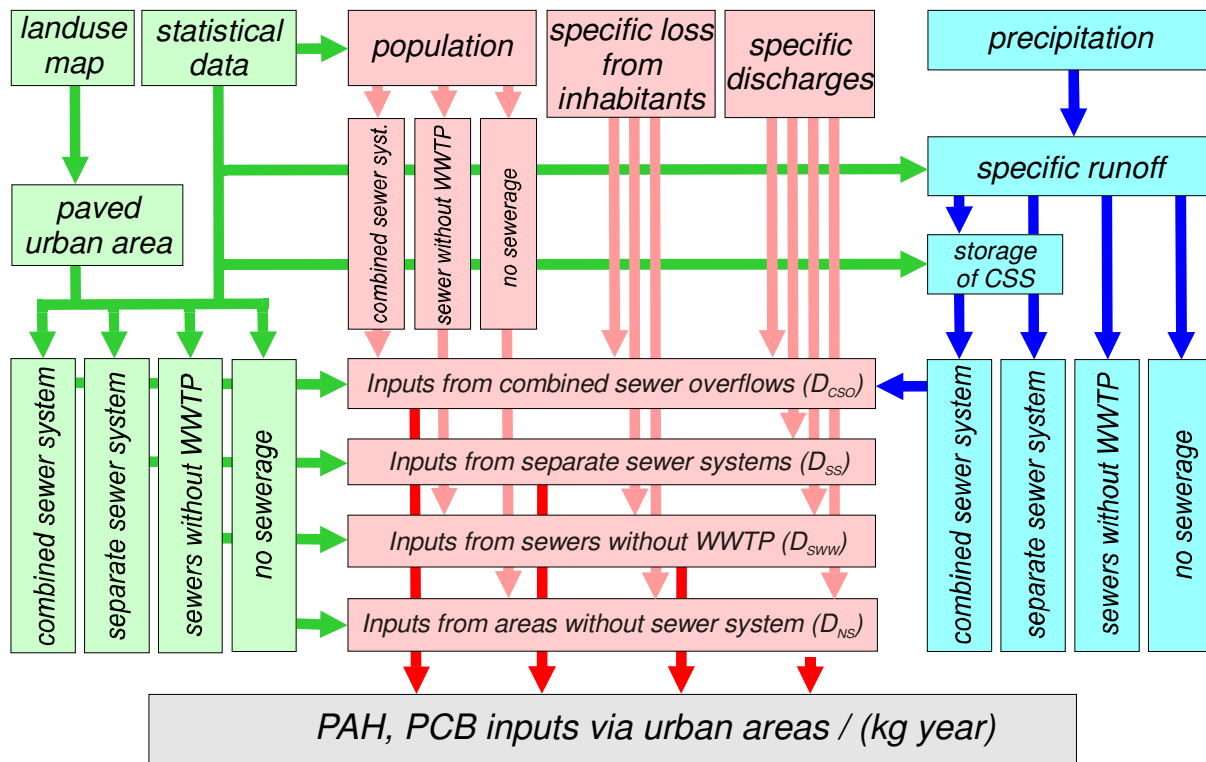 landuse
map
statistical
data
population
specific loss
from
inhabitants
specific
discharges
precipitation
combined sewer syst.
sewer without WWTP
no sewerage
specific runoff
paved
urban area
storage
of CSS
combined sewer system
separate sewer system
sewers without WWTP
no sewerage
Inputs from combined sewer overflows (D_CSO)
Inputs from separate sewer systems (D_SS)
Inputs from sewers without WWTP (D_SWW)
Inputs from areas without sewer system (D_NS)
combined sewer system
separate sewer system
sewers without WWTP
no sewerage
PAH, PCB inputs via urban areas / (kg year)